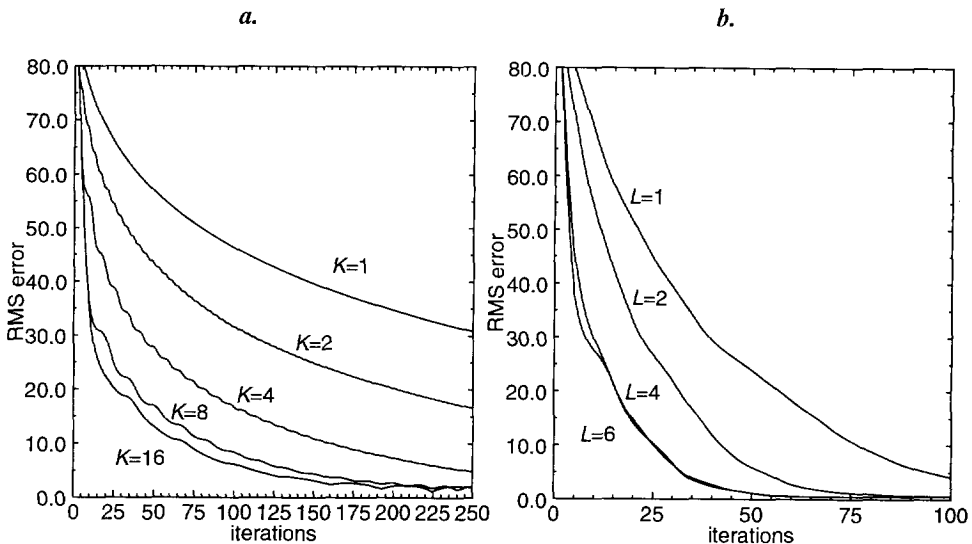 a.
80.0
70.0
60.0
50.0
40.0
30.0
20.0
10.0
0.0
RMS error
K=1
K=2
K=4
K=8
K=16
0 25 50 75 100 125 150 175 200 225 250
iterations
b.
80.0
70.0
60.0
50.0
40.0
30.0
20.0
10.0
0.0
RMS error
L=1
L=2
L=4
L=6
0 25 50 75 100
iterations